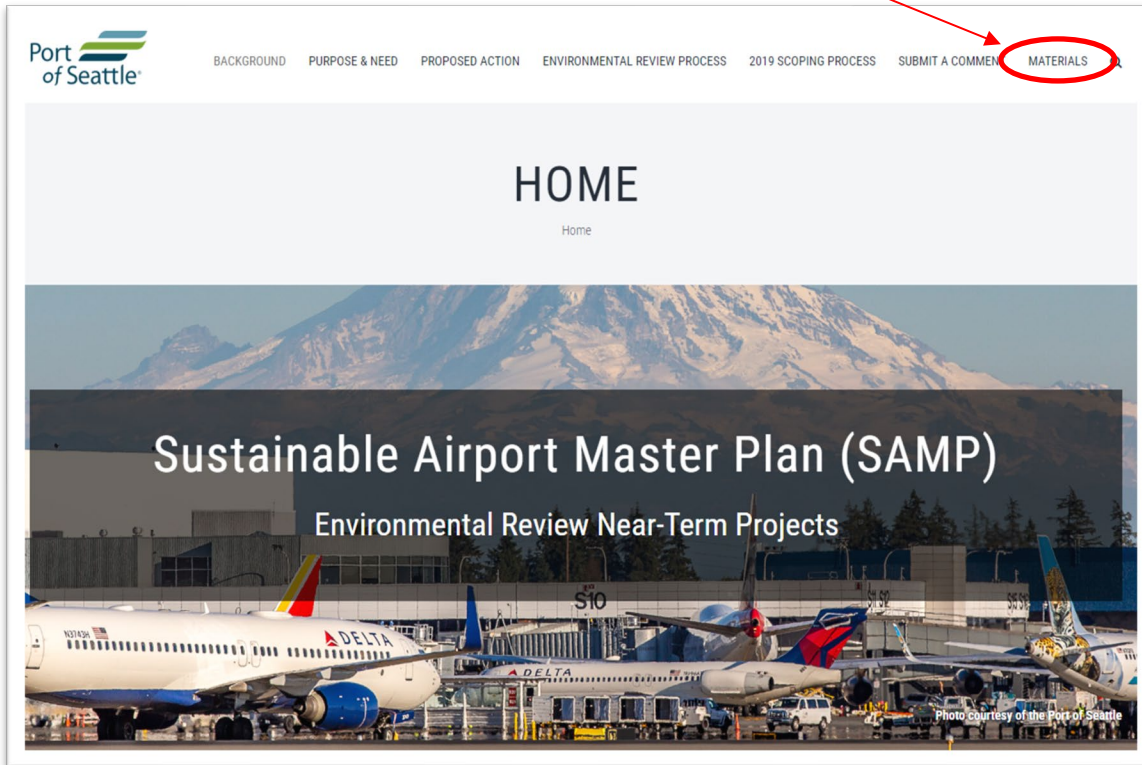 Port
of Seattle®
BACKGROUND PURPOSE & NEED PROPOSED ACTION ENVIRONMENTAL REVIEW PROCESS 2019 SCOPING PROCESS SUBMIT A COMMENT MATERIALS
HOME
Home
Sustainable Airport Master Plan (SAMP)
Environmental Review Near-Term Projects
S10
N3743H
DELTA
DELTA
Photo courtesy of the Port of Seattle